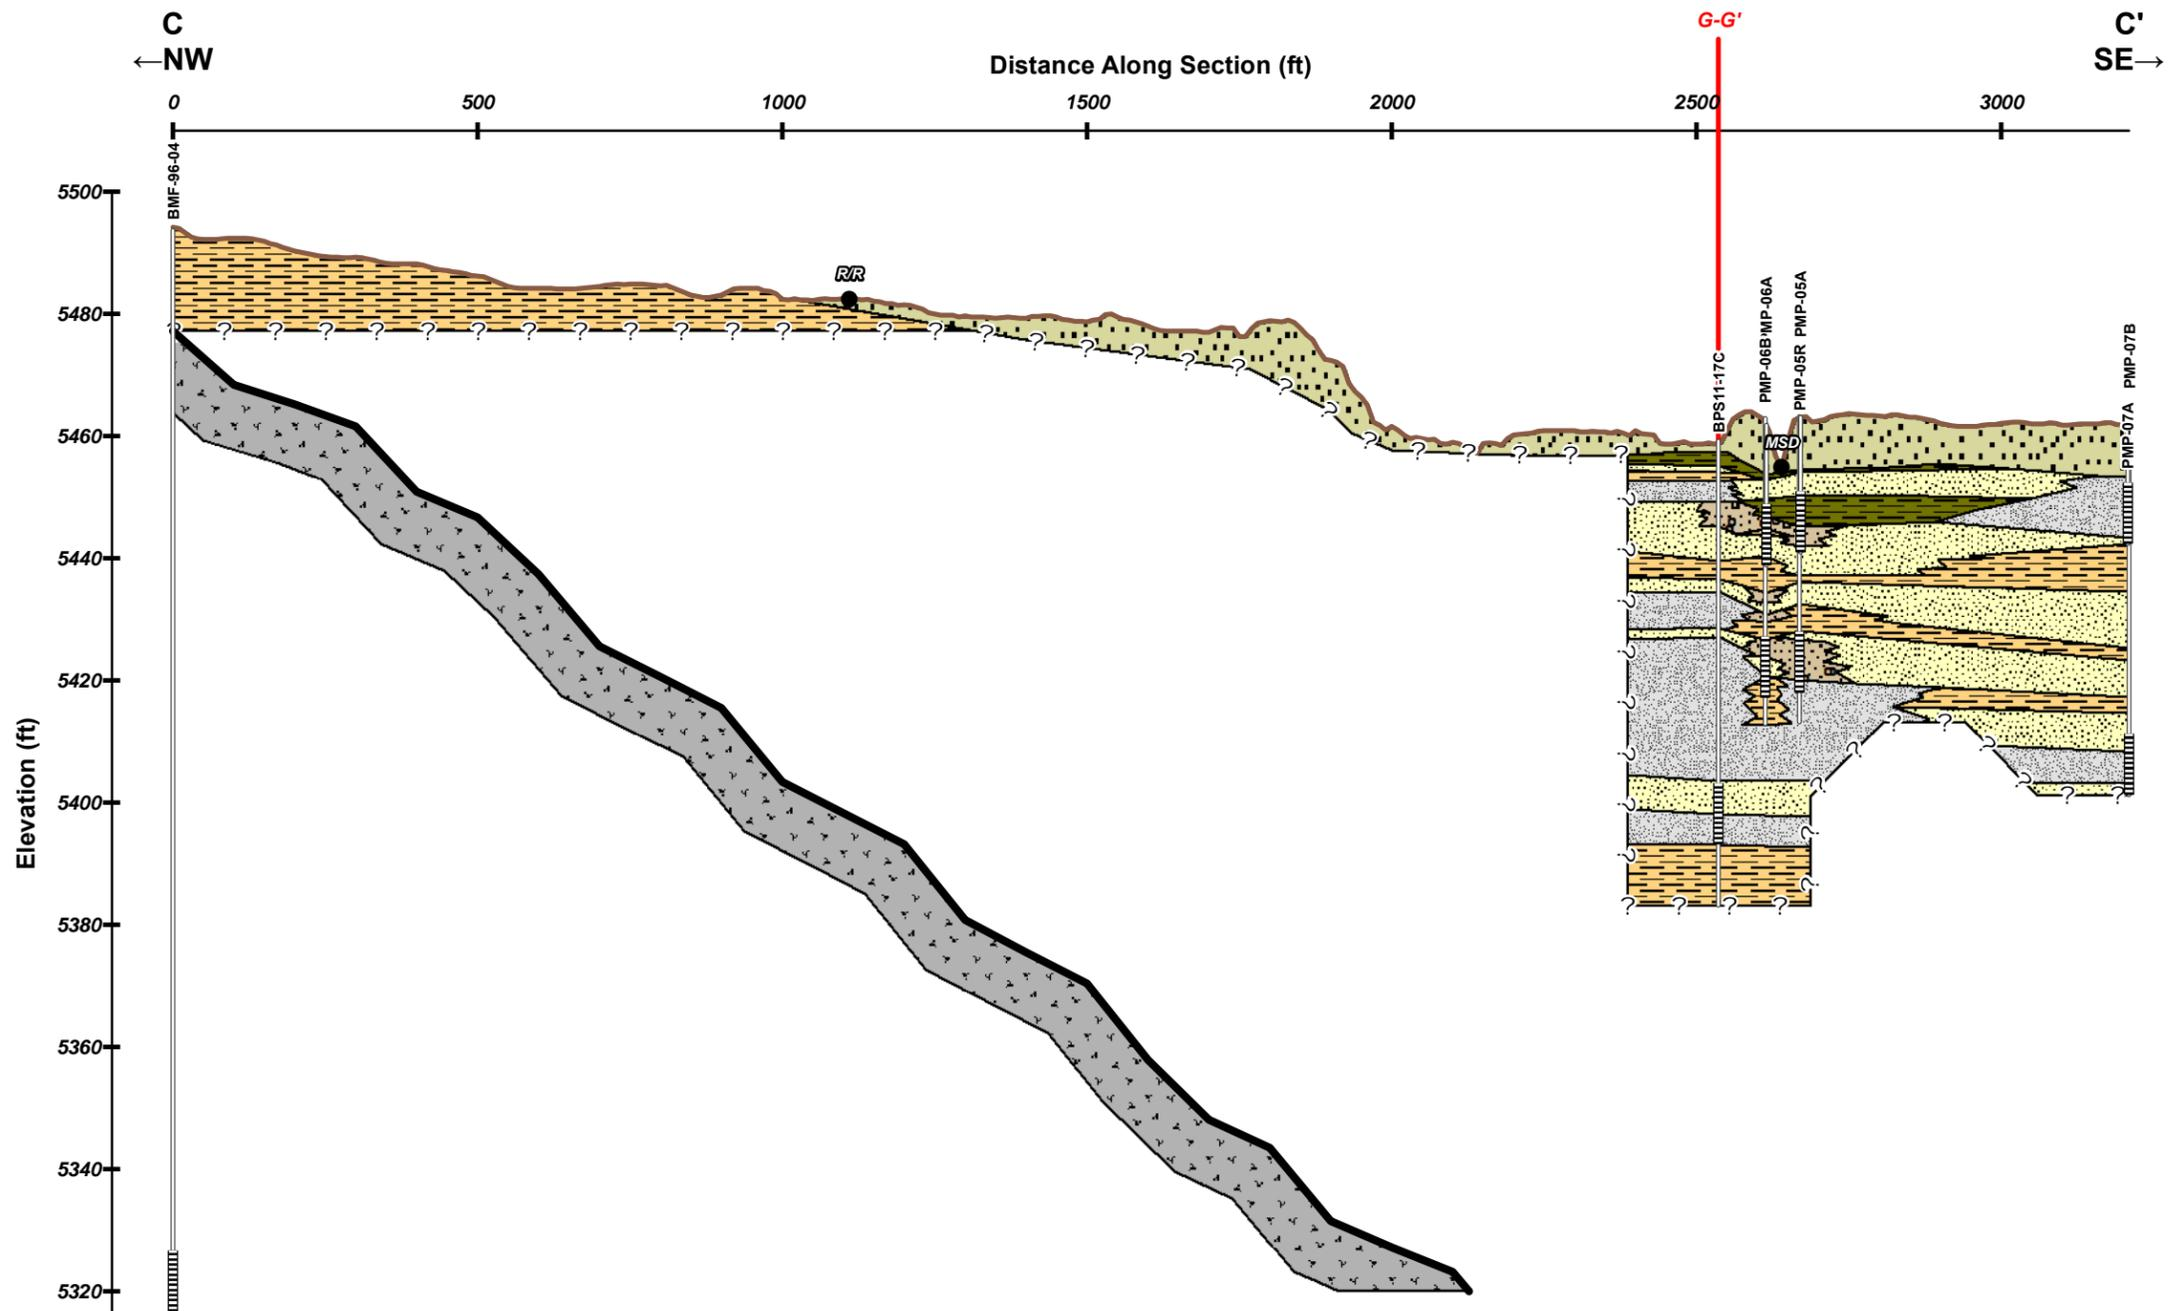 C
←NW
G-G'
C'
SE→
Distance Along Section (ft)
0 500 1000 1500 2000 2500 3000
BMF-96-04
5500
5480
5460
5440
5420
5400
5380
5360
5340
5320
Elevation (ft)
R/R
BPS11-17C
PMP-06B
MP-06A
PMP-05R PMP-05A
MSD
PMP-07A PMP-07B